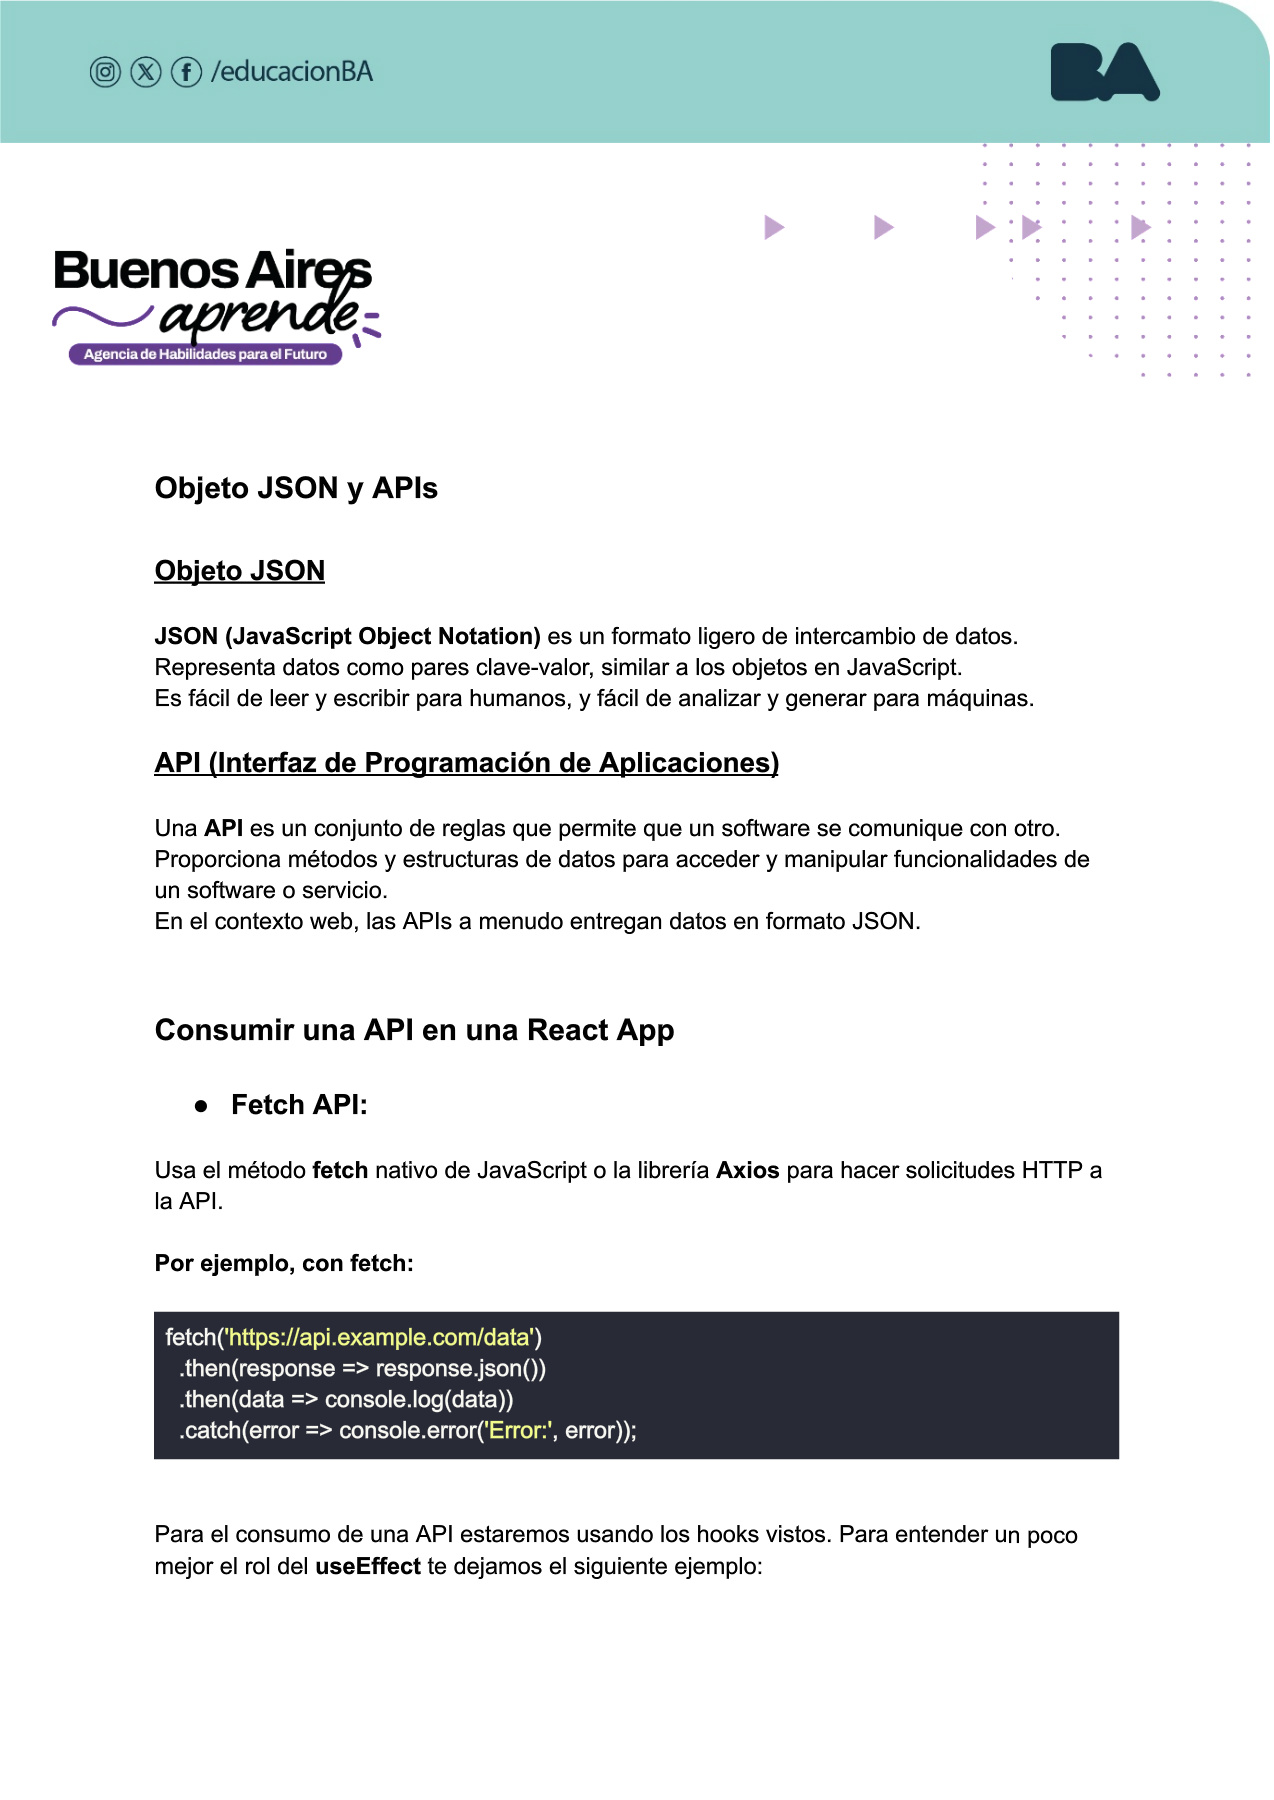 /educacionBA
BA
Buenos Aires
aprende
Agencia de Habilidades para el Futuro
Objeto JSON y APIs
Objeto JSON
JSON (JavaScript Object Notation) es un formato ligero de intercambio de datos.
Representa datos como pares clave-valor, similar a los objetos en JavaScript.
Es fácil de leer y escribir para humanos, y fácil de analizar y generar para máquinas.
API (Interfaz de Programación de Aplicaciones)
Una API es un conjunto de reglas que permite que un software se comunique con otro.
Proporciona métodos y estructuras de datos para acceder y manipular funcionalidades de
un software o servicio.
En el contexto web, las APIs a menudo entregan datos en formato JSON.
Consumir una API en una React App
● Fetch API:
Usa el método fetch nativo de JavaScript o la librería Axios para hacer solicitudes HTTP a
la API.
Por ejemplo, con fetch:
fetch('https://api.example.com/data')
  .then(response => response.json())
  .then(data => console.log(data))
  .catch(error => console.error('Error:', error));
Para el consumo de una API estaremos usando los hooks vistos. Para entender un poco
mejor el rol del useEffect te dejamos el siguiente ejemplo: